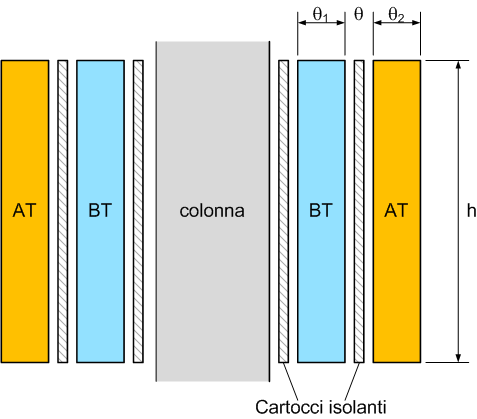 θ1 θ θ2
AT BT colonna BT AT h
Cartocci isolanti